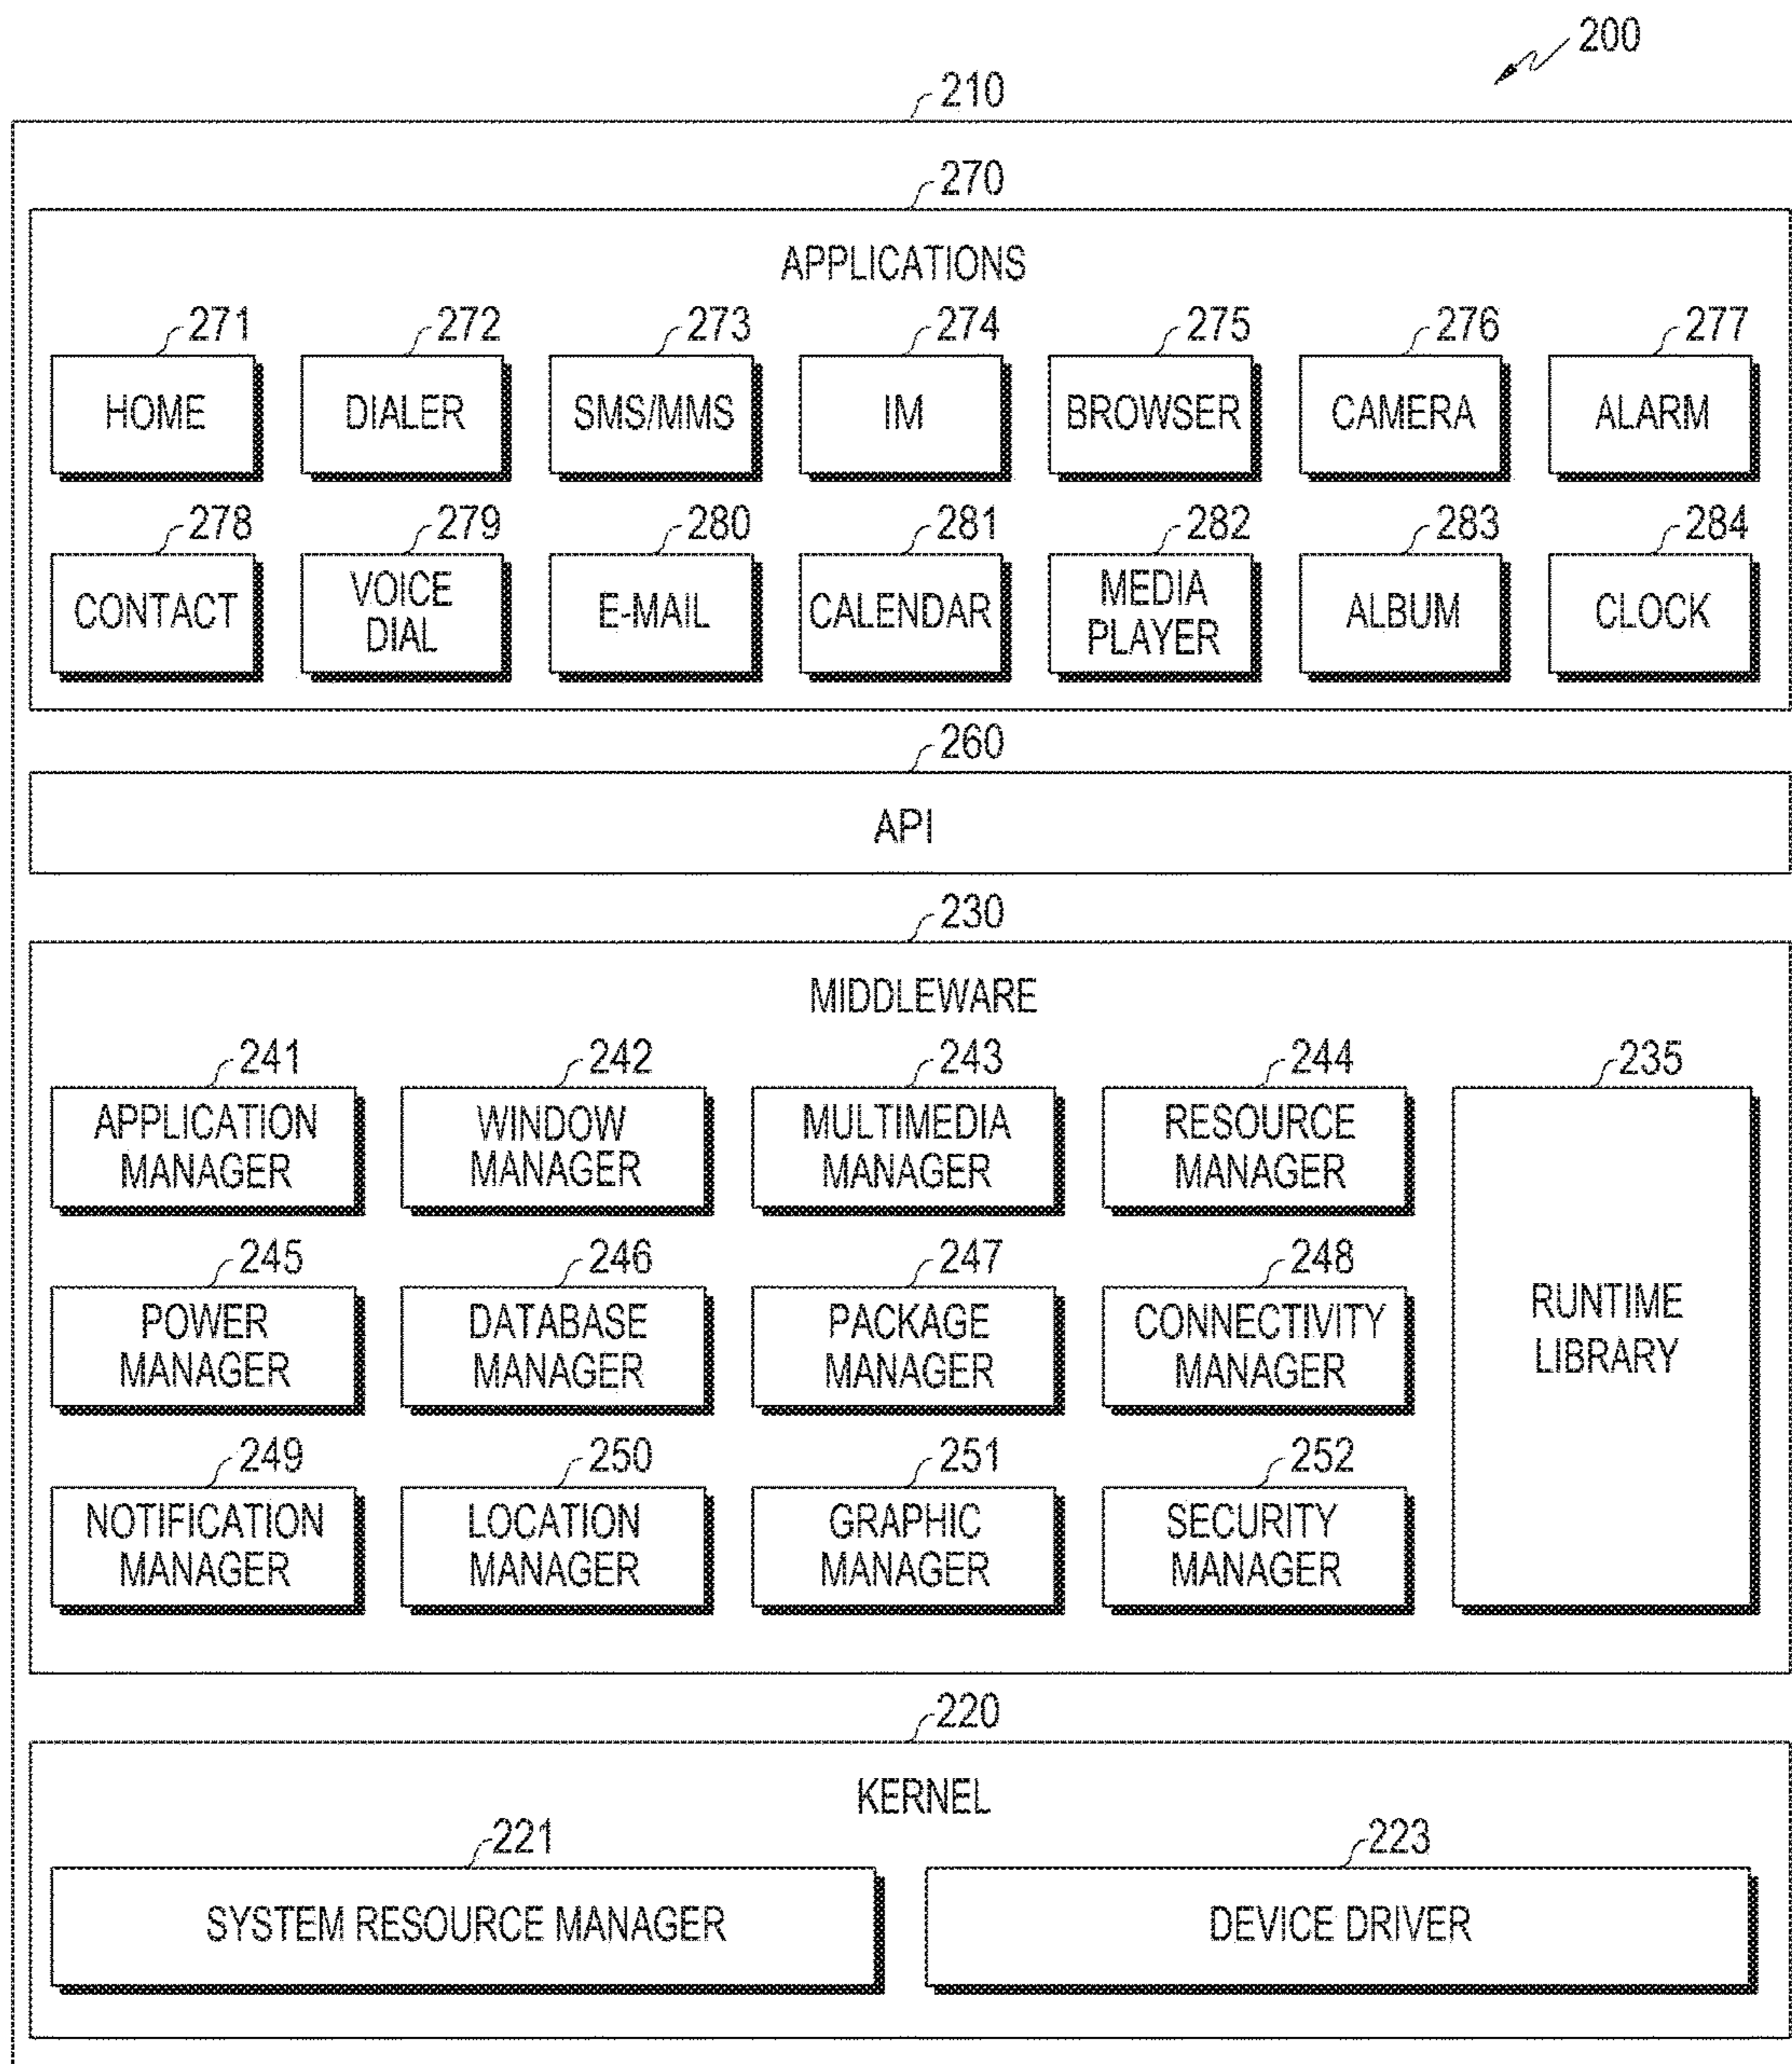 200
210
270
APPLICATIONS
271 272 273 274 275 276 277
HOME DIALER SMS/MMS IM BROWSER CAMERA ALARM
278 279 280 281 282 283 284
CONTACT VOICE DIAL E-MAIL CALENDAR MEDIA PLAYER ALBUM CLOCK
260
API
230
MIDDLEWARE
241 242 243 244 235
APPLICATION MANAGER WINDOW MANAGER MULTIMEDIA MANAGER RESOURCE MANAGER
245 246 247 248
POWER MANAGER DATABASE MANAGER PACKAGE MANAGER CONNECTIVITY MANAGER RUNTIME LIBRARY
249 250 251 252
NOTIFICATION MANAGER LOCATION MANAGER GRAPHIC MANAGER SECURITY MANAGER
220
KERNEL
221 223
SYSTEM RESOURCE MANAGER DEVICE DRIVER